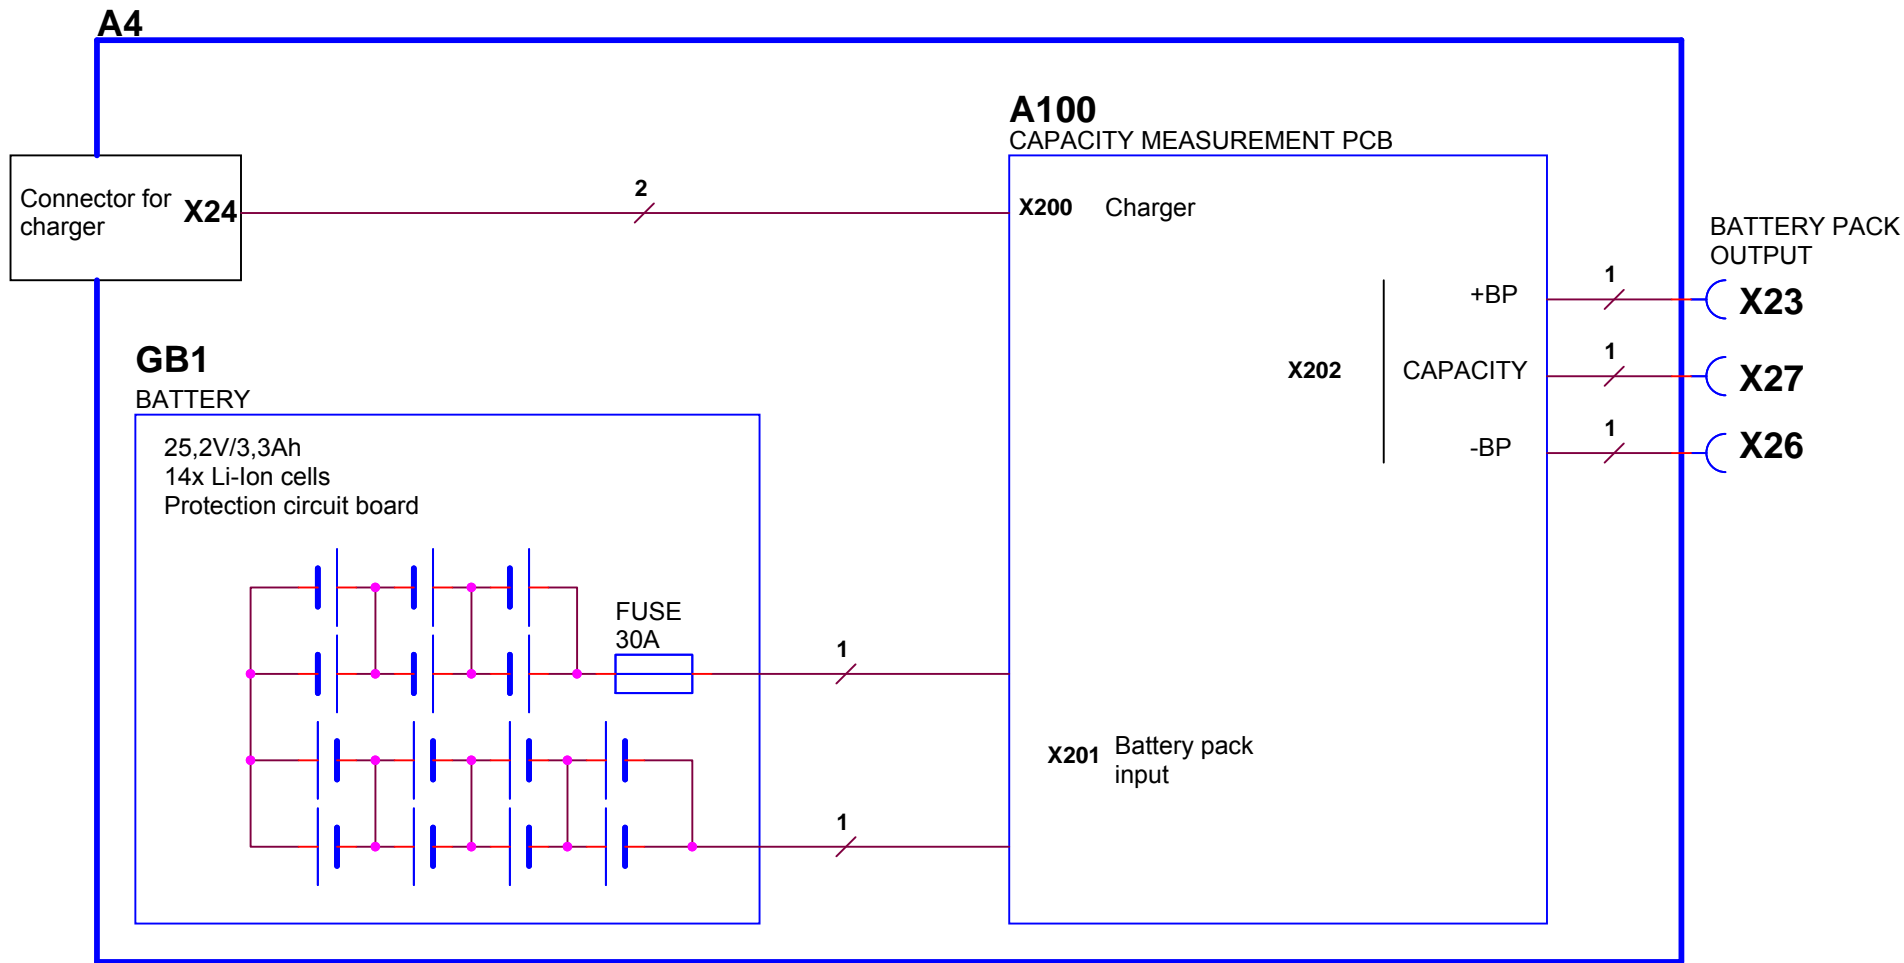 A4
A100
CAPACITY MEASUREMENT PCB
Connector for
charger
X24
2
X200 Charger
BATTERY PACK
OUTPUT
+BP
1
X23
X202
CAPACITY
1
X27
-BP
1
X26
GB1
BATTERY
25,2V/3,3Ah
14x Li-Ion cells
Protection circuit board
FUSE
30A
1
X201
Battery pack
input
1